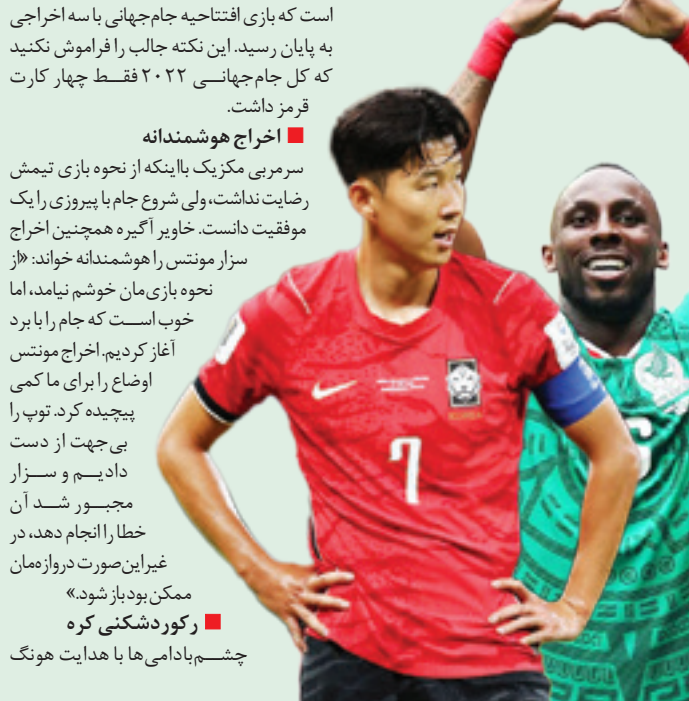 است که بازی افتتاحیه جام‌جهانی با سه اخراجی
به پایان رسید. این نکته جالب را فراموش نکنید
که کل جام‌جهانی ۲۰۲۲ فقط چهار کارت
قرمز داشت.
اخراج هوشمندانه
سرمربی مکزیک بااینکه از نحوه بازی تیمش
رضایت نداشت، ولی شروع جام با پیروزی را یک
موفقیت دانست. خاویر آگیره همچنین اخراج
سزار مونتس را هوشمندانه خواند: «از
نحوه بازی‌مان خوشم نیامد، اما
خوب است که جام را با برد
آغاز کردیم. اخراج مونتس
اوضاع را برای ما کمی
پیچیده کرد. توپ را
بی‌جهت از دست
دادیم و سزار
مجبور شد آن
خطا را انجام دهد، در
غیراین‌صورت دروازه‌مان
ممکن بود باز شود.»
رکوردشکنی کره
چشم‌بادامی‌ها با هدایت هونگ
7